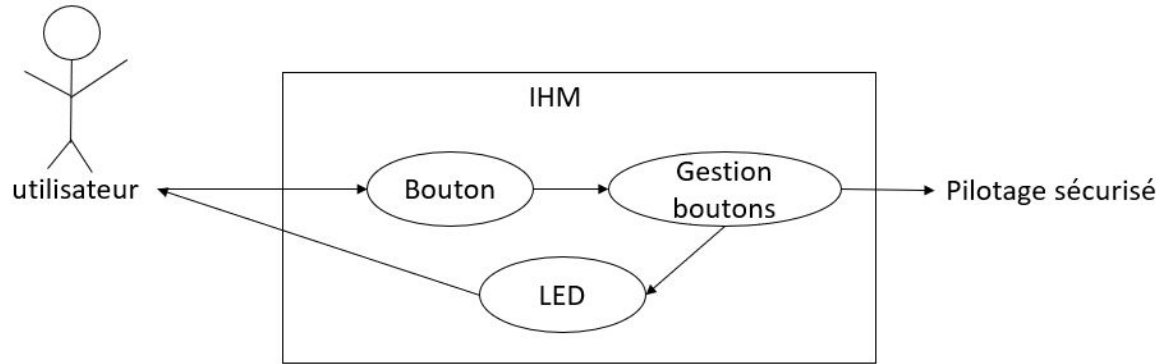 IHM
utilisateur
Bouton
Gestion
boutons
Pilotage sécurisé
LED